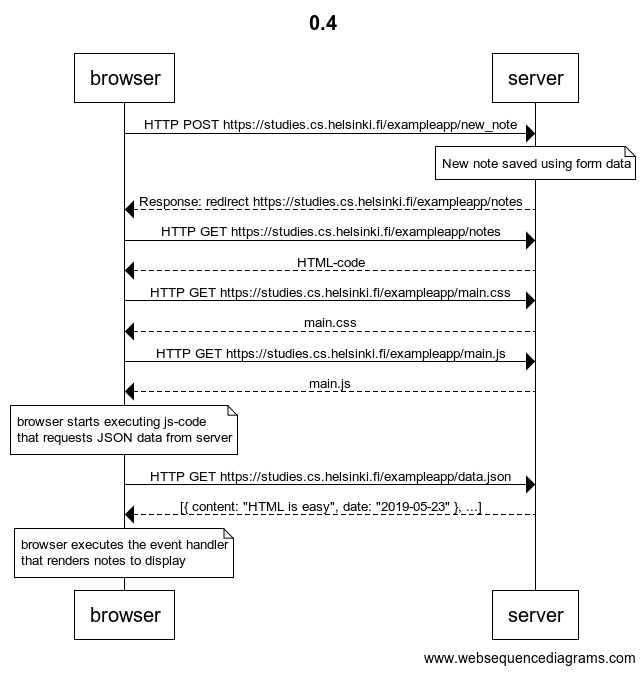 0.4
browser
server
HTTP POST https://studies.cs.helsinki.fi/exampleapp/new_note
New note saved using form data
Response: redirect https://studies.cs.helsinki.fi/exampleapp/notes
HTTP GET https://studies.cs.helsinki.fi/exampleapp/notes
HTML-code
HTTP GET https://studies.cs.helsinki.fi/exampleapp/main.css
main.css
HTTP GET https://studies.cs.helsinki.fi/exampleapp/main.js
main.js
browser starts executing js-code
that requests JSON data from server
HTTP GET https://studies.cs.helsinki.fi/exampleapp/data.json
[{ content: "HTML is easy", date: "2019-05-23" }, ...]
browser executes the event handler
that renders notes to display
browser
server
www.websequencediagrams.com